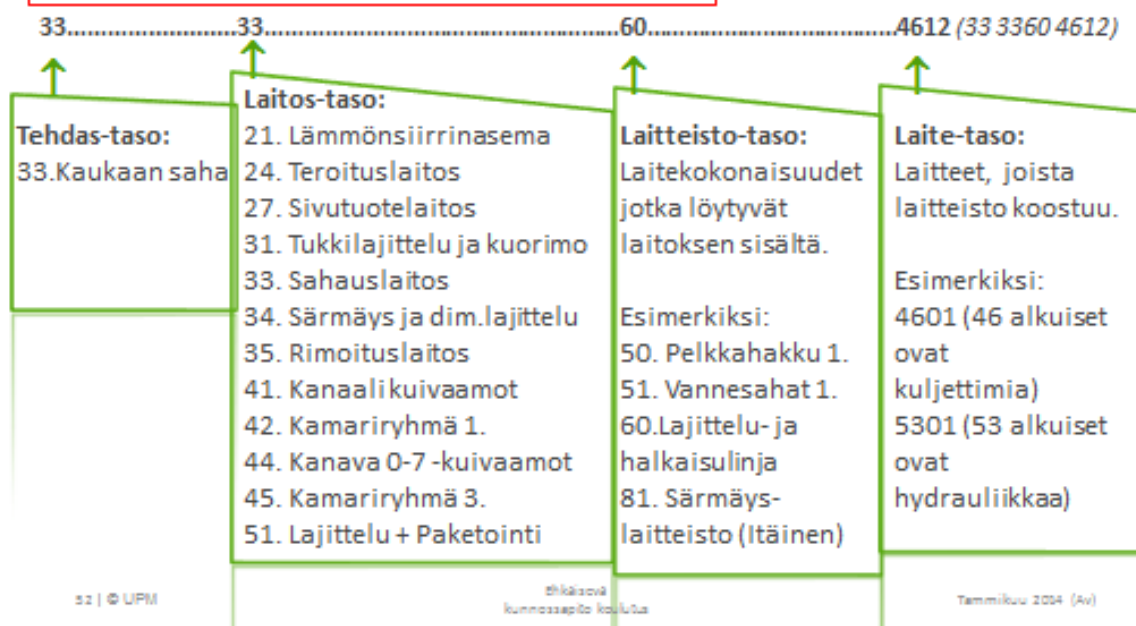 33.........................33.....................................................60.....................................4612 (33 3360 4612)
Tehdas-taso:
33.Kaukaan saha
Laitos-taso:
21. Lämmönsiirrinasema
24. Teroituslaitos
27. Sivutuotelaitos
31. Tukkilajittelu ja kuorimo
33. Sahauslaitos
34. Särmäys ja dim.lajittelu
35. Rimoituslaitos
41. Kanaalikuivaamot
42. Kamariryhmä 1.
44. Kanava 0-7 -kuivaamot
45. Kamariryhmä 3.
51. Lajittelu + Paketointi
Laitteisto-taso:
Laitekokonaisuudet
jotka löytyvät
laitoksen sisältä.
Esimerkiksi:
50. Pelkkahakku 1.
51. Vannesahat 1.
60.Lajittelu- ja
halkaisulinja
81. Särmäys-
laitteisto (Itäinen)
Laite-taso:
Laitteet, joista
laitteisto koostuu.
Esimerkiksi:
4601 (46 alkuiset
ovat
kuljettimia)
5301 (53 alkuiset
ovat
hydrauliikkaa)
52 | © UPM
Ehkäisevä
kunnossapito koulutus
Tammikuu 2014 (Av)